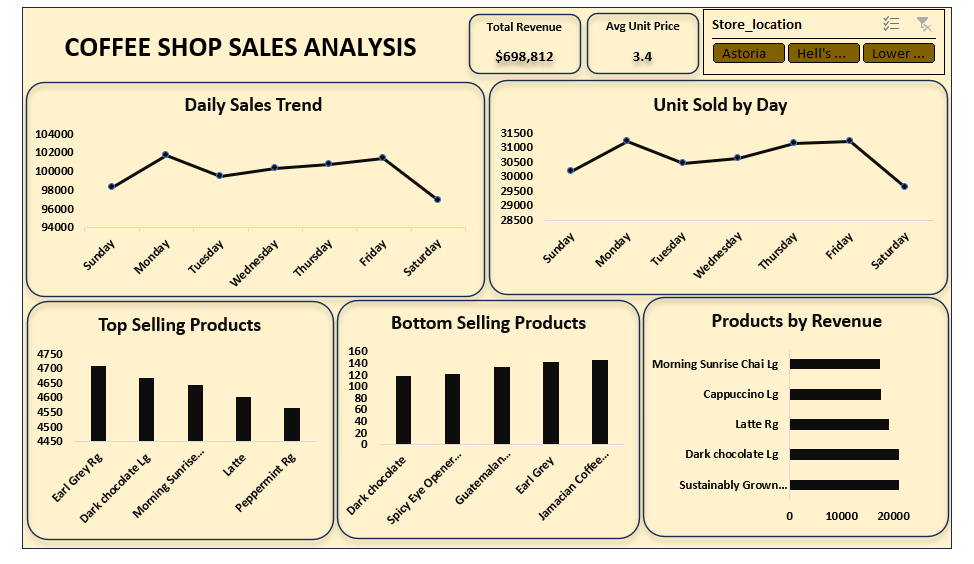 COFFEE SHOP SALES ANALYSIS
Total Revenue
$698,812
Avg Unit Price
3.4
Store_location
Astoria
Hell's ...
Lower ...
Daily Sales Trend
104000
102000
100000
98000
96000
94000
Sunday
Monday
Tuesday
Wednesday
Thursday
Friday
Saturday
Unit Sold by Day
31500
31000
30500
30000
29500
29000
28500
Sunday
Monday
Tuesday
Wednesday
Thursday
Friday
Saturday
Top Selling Products
4750
4700
4650
4600
4550
4500
4450
Earl Grey Rg
Dark chocolate Lg
Morning Sunrise...
Latte
Peppermint Rg
Bottom Selling Products
160
140
120
100
80
60
40
20
0
Dark chocolate
Spicy Eye Opener...
Guatemalan...
Earl Grey
Jamacian Coffee...
Products by Revenue
Morning Sunrise Chai Lg
Cappuccino Lg
Latte Rg
Dark chocolate Lg
Sustainably Grown...
0 10000 20000